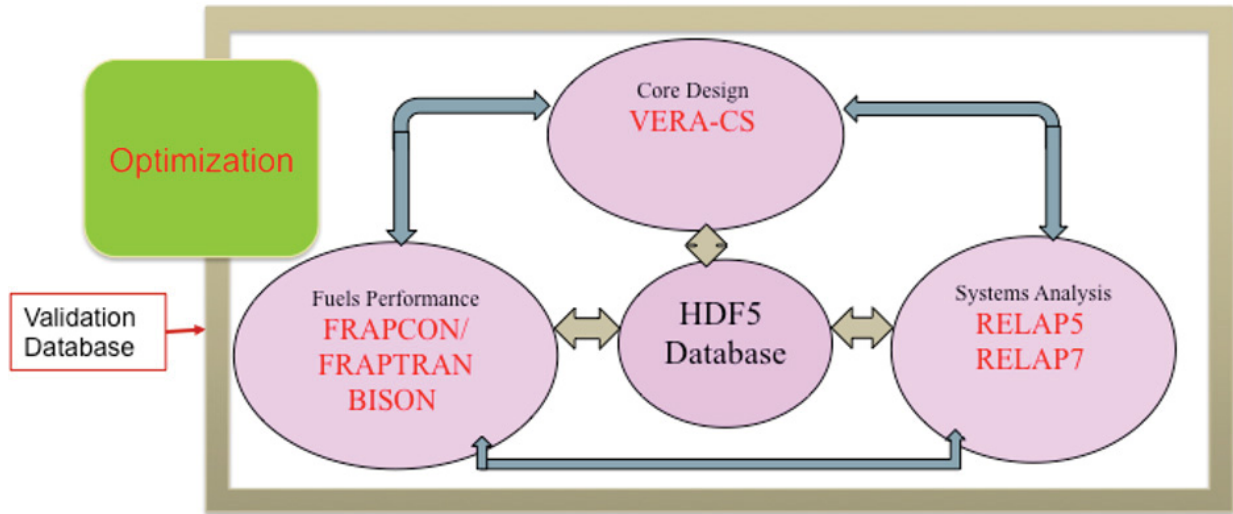 Optimization
Core Design
VERA-CS
Validation
Database
Fuels Performance
FRAPCON/
FRAPTRAN
BISON
HDF5
Database
Systems Analysis
RELAP5
RELAP7